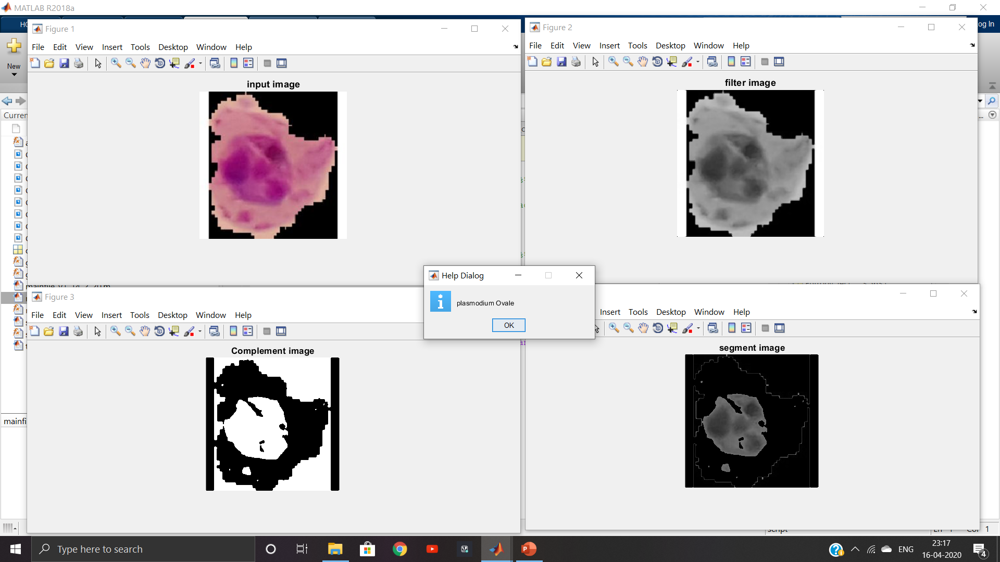 MATLAB R2018a
Figure 1
File Edit View Insert Tools Desktop Window Help
input image
Figure 2
File Edit View Insert Tools Desktop Window Help
filter image
og In
New
Curren
Help Dialog
plasmodium Ovale
OK
Figure 3
File Edit View Insert Tools Desktop Window Help
Complement image
Insert Tools Desktop Window Help
segment image
mainfi
script
Type here to search
ENG
23:17
16-04-2020
4